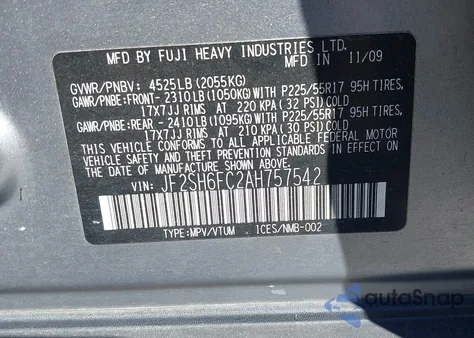 MFD BY FUJI HEAVY INDUSTRIES LTD. IN 11/09
GVWR/PNBV: 4525LB (2055KG)
GAWR/PNBE:FRONT- 2310LB(1050KG)WITH P225/55R17 95H TIRES,
17X7JJ RIMS AT 220 KPA (32 PSI)COLD
GAWR/PNBE:REAR -2410LB(1095KG)WITH P225/55R17 95H TIRES,
17X7JJ RIMS AT 210 KPA(30 PSI)COLD
THIS VEHICLE CONFORMS TO ALL APPLICABLE FEDERAL MOTOR
VEHICLE SAFETY STANDARDS IN EFFECT ON
THE DATE OF MANUFACTURE SHOWN ABOVE.
VIN: JF2SH6FC2AH757542
TYPE:MPV/VTUM ICES/NMB-002
autoSnap